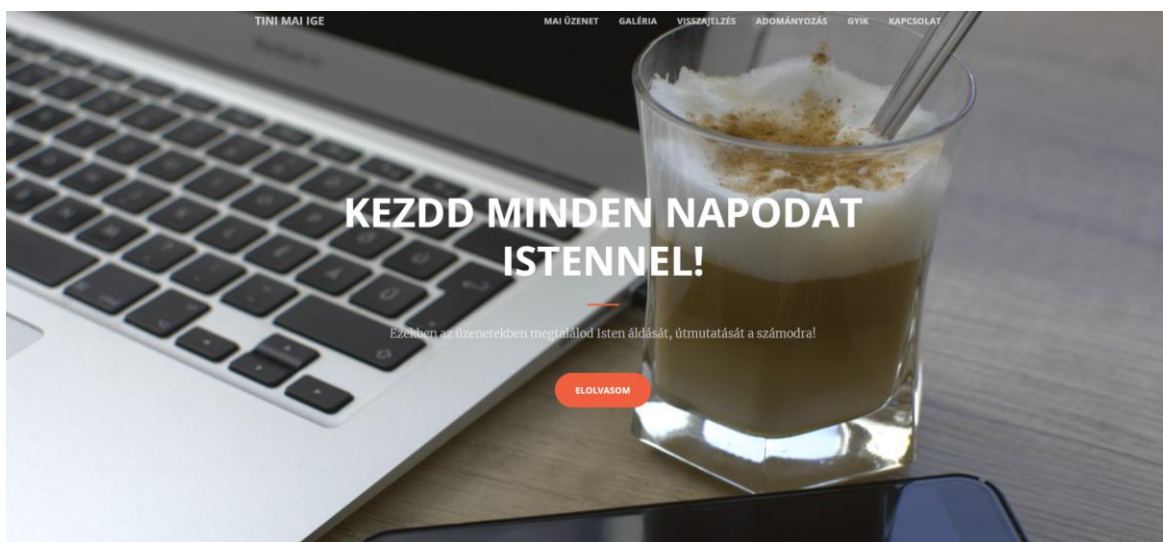 TINI MAI IGE
MAI ÜZENET GALÉRIA VISSZAJELZÉS ADOMÁNYOZÁS GYIK KAPCSOLAT
KEZDD MINDEN NAPODAT
ISTENNEL!
Ezekben az üzenetekben megtalálod Isten áldását, útmutatását a számodra!
ELOLVASOM